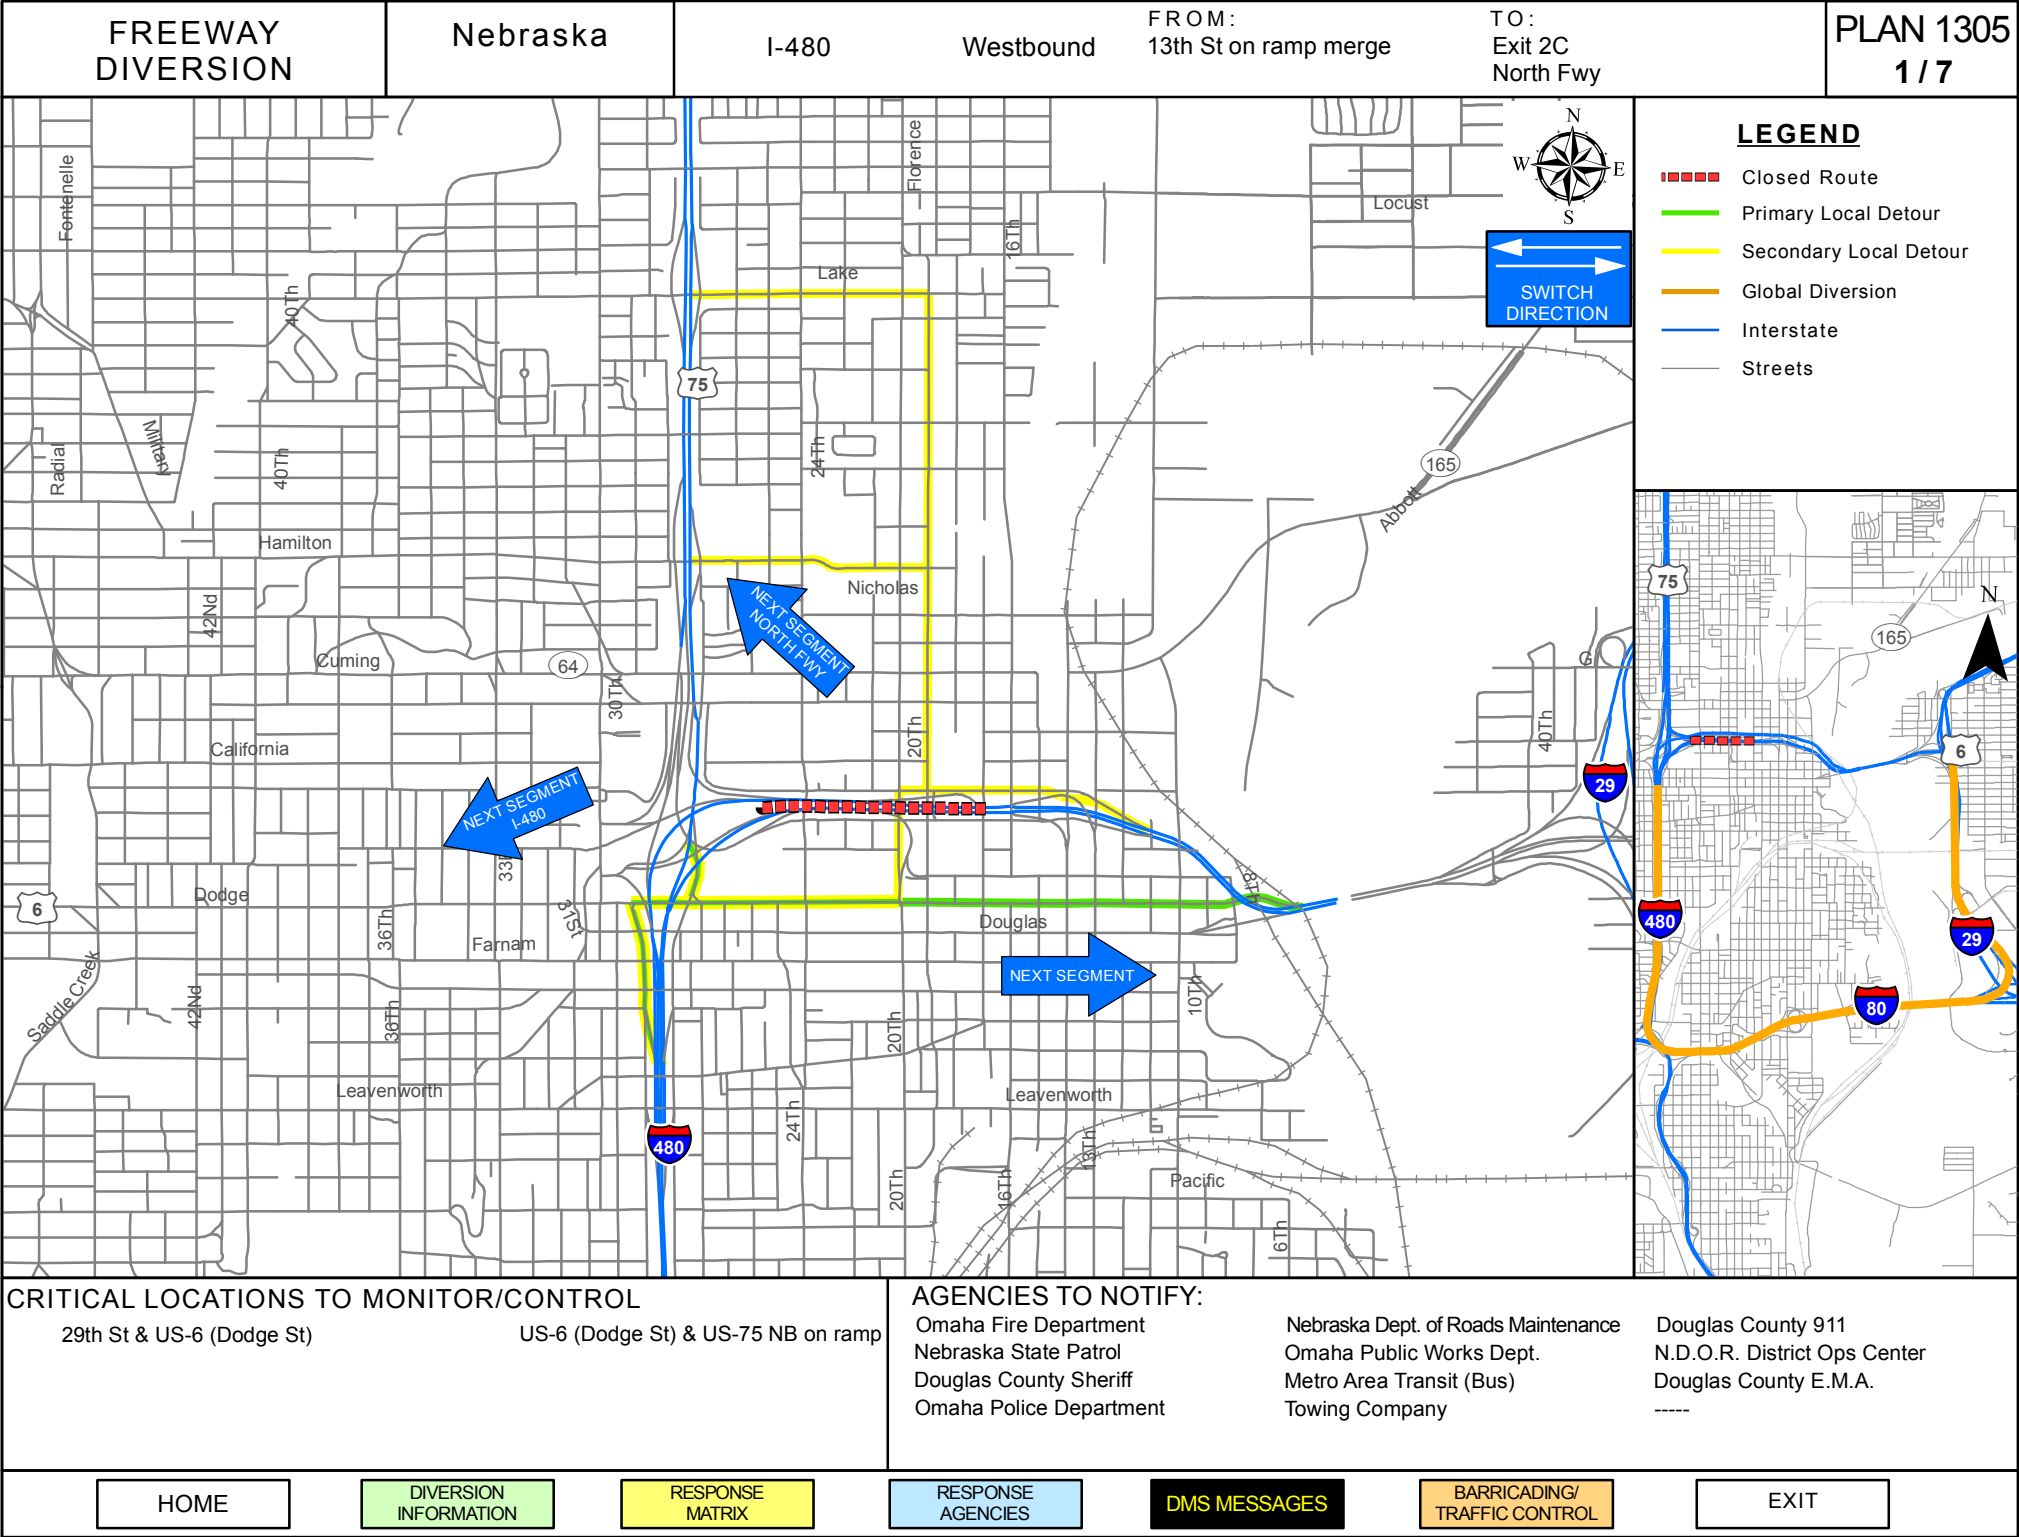 FREEWAY
DIVERSION
Nebraska
I-480
Westbound
FROM:
13th St on ramp merge
TO:
Exit 2C
North Fwy
PLAN 1305
1 / 7
N
W
E
S
SWITCH
DIRECTION
LEGEND
Closed Route
Primary Local Detour
Secondary Local Detour
Global Diversion
Interstate
Streets
Fontenelle
Florence
16Th
Locust
Lake
40Th
75
Military
Radial
40Th
24Th
165
Abbott
Hamilton
Nicholas
NEXT SEGMENT
NORTH FWY
42Nd
Cuming
64
30Th
G
20Th
40Th
California
29
NEXT SEGMENT
I-480
Dodge
6
36Th
31St
Farnam
8Th
Douglas
NEXT SEGMENT
10Th
Saddle Creek
42Nd
36Th
20Th
Leavenworth
Leavenworth
24Th
480
13Th
20Th
16Th
Pacific
6Th
75
N
165
6
480
29
80
CRITICAL LOCATIONS TO MONITOR/CONTROL
29th St & US-6 (Dodge St)
US-6 (Dodge St) & US-75 NB on ramp
AGENCIES TO NOTIFY:
Omaha Fire Department
Nebraska State Patrol
Douglas County Sheriff
Omaha Police Department
Nebraska Dept. of Roads Maintenance
Omaha Public Works Dept.
Metro Area Transit (Bus)
Towing Company
Douglas County 911
N.D.O.R. District Ops Center
Douglas County E.M.A.
-----
HOME
DIVERSION
INFORMATION
RESPONSE
MATRIX
RESPONSE
AGENCIES
DMS MESSAGES
BARRICADING/
TRAFFIC CONTROL
EXIT